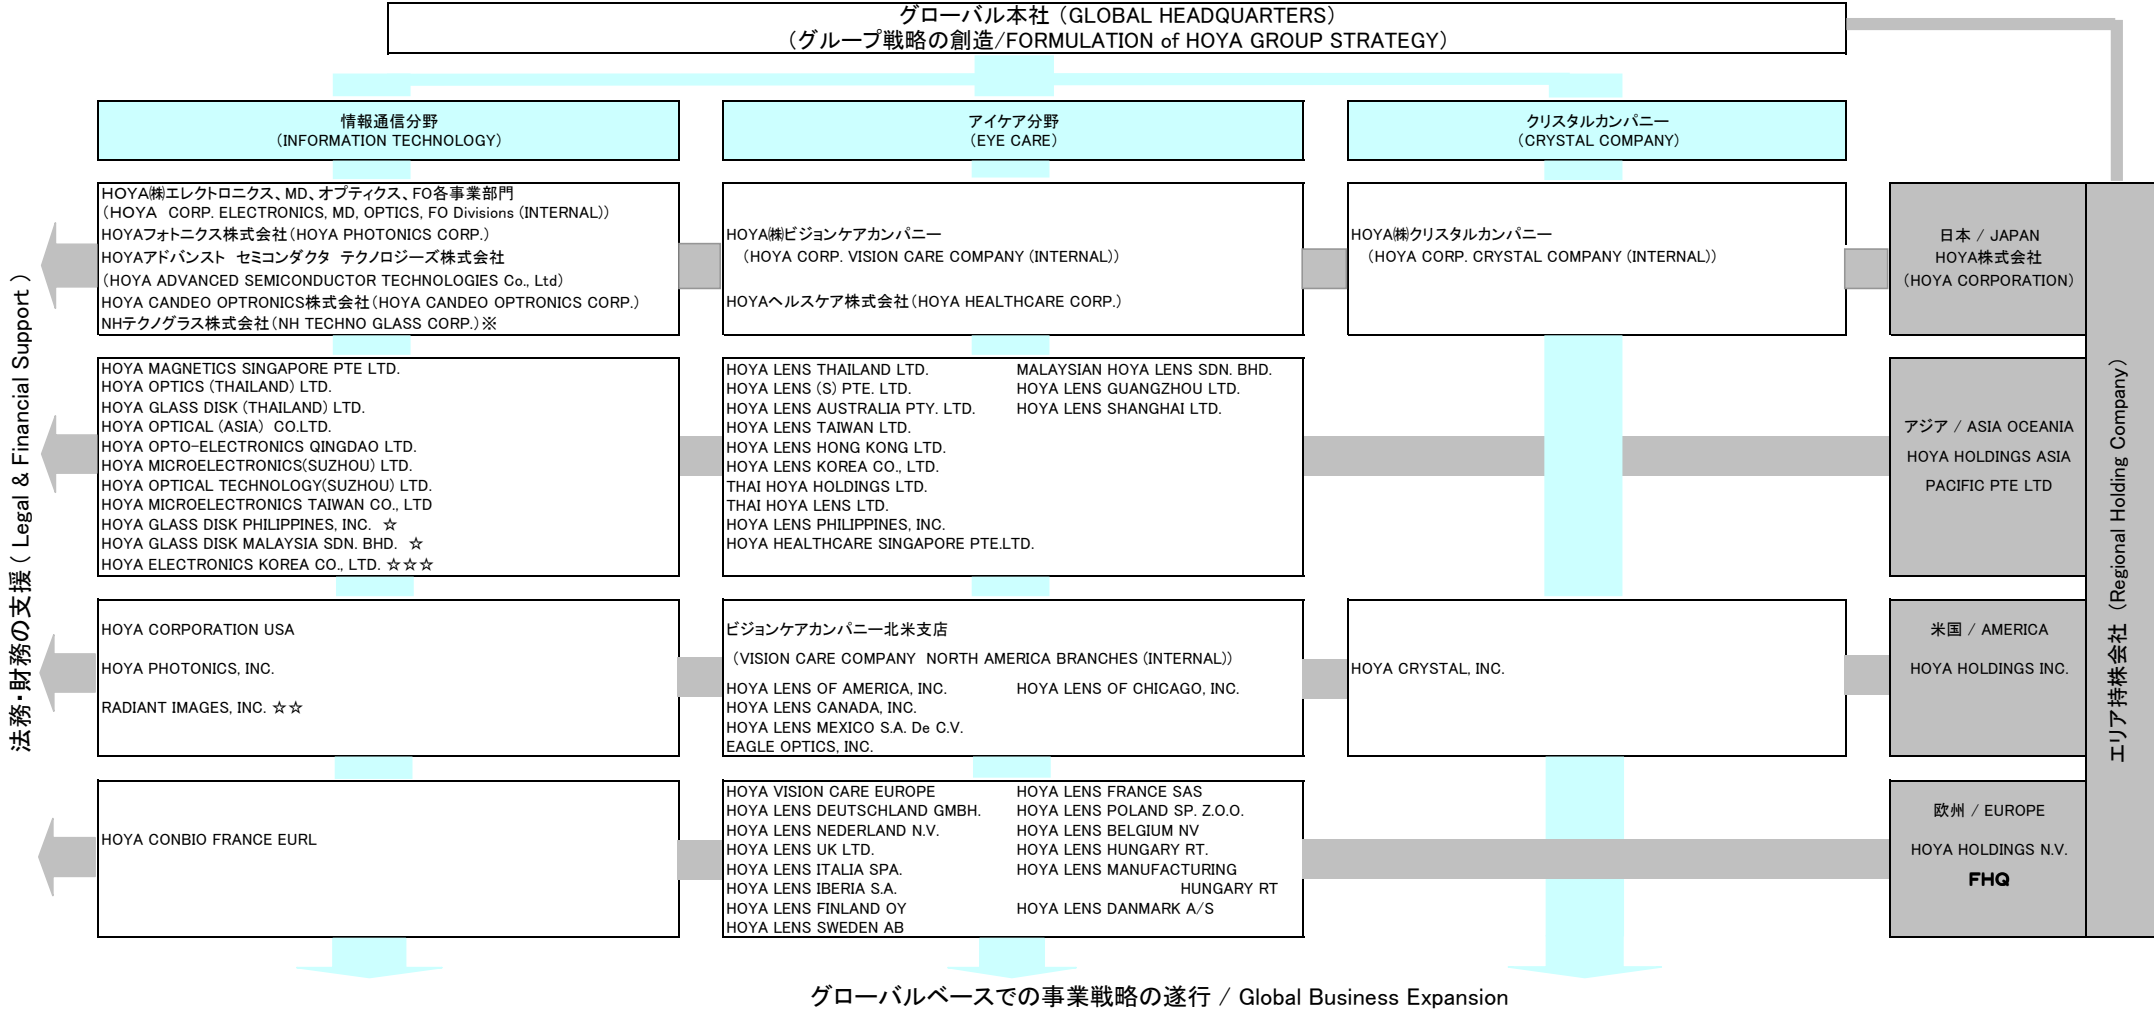 グローバル本社（GLOBAL HEADQUARTERS）
（グループ戦略の創造/FORMULATION of HOYA GROUP STRATEGY）
情報通信分野
（INFORMATION TECHNOLOGY）
アイケア分野
（EYE CARE）
クリスタルカンパニー
（CRYSTAL COMPANY）
HOYA㈱エレクトロニクス、MD、オプティクス、FO各事業部門
（HOYA　CORP. ELECTRONICS, MD, OPTICS, FO Divisions (INTERNAL)）
HOYAフォトニクス株式会社（HOYA PHOTONICS CORP.）
HOYAアドバンスト　セミコンダクタ　テクノロジーズ株式会社
（HOYA ADVANCED SEMICONDUCTOR TECHNOLOGIES Co., Ltd）
HOYA CANDEO OPTRONICS株式会社（HOYA CANDEO OPTRONICS CORP.）
NHテクノグラス株式会社（NH TECHNO GLASS CORP.）※
HOYA㈱ビジョンケアカンパニー
（HOYA CORP. VISION CARE COMPANY (INTERNAL)）
HOYAヘルスケア株式会社（HOYA HEALTHCARE CORP.）
HOYA㈱クリスタルカンパニー
（HOYA CORP. CRYSTAL COMPANY (INTERNAL)）
日本 / JAPAN
HOYA株式会社
（HOYA CORPORATION）
HOYA MAGNETICS SINGAPORE PTE LTD.
HOYA OPTICS (THAILAND) LTD.
HOYA GLASS DISK (THAILAND) LTD.
HOYA OPTICAL (ASIA)  CO.LTD.
HOYA OPTO-ELECTRONICS QINGDAO LTD.
HOYA MICROELECTRONICS(SUZHOU) LTD.
HOYA OPTICAL TECHNOLOGY(SUZHOU) LTD.
HOYA MICROELECTRONICS TAIWAN CO., LTD
HOYA GLASS DISK PHILIPPINES, INC.  ☆
HOYA GLASS DISK MALAYSIA SDN. BHD.  ☆
HOYA ELECTRONICS KOREA CO., LTD. ☆☆☆
HOYA LENS THAILAND LTD.
HOYA LENS (S) PTE. LTD.
HOYA LENS AUSTRALIA PTY. LTD.
HOYA LENS TAIWAN LTD.
HOYA LENS HONG KONG LTD.
HOYA LENS KOREA CO., LTD.
THAI HOYA HOLDINGS LTD.
THAI HOYA LENS LTD.
HOYA LENS PHILIPPINES, INC.
HOYA HEALTHCARE SINGAPORE PTE.LTD.
MALAYSIAN HOYA LENS SDN. BHD.
HOYA LENS GUANGZHOU LTD.
HOYA LENS SHANGHAI LTD.
アジア / ASIA OCEANIA
HOYA HOLDINGS ASIA
PACIFIC PTE LTD
HOYA CORPORATION USA
HOYA PHOTONICS, INC.
RADIANT IMAGES, INC. ☆☆
ビジョンケアカンパニー北米支店
（VISION CARE COMPANY  NORTH AMERICA BRANCHES (INTERNAL)）
HOYA LENS OF AMERICA, INC.
HOYA LENS CANADA, INC.
HOYA LENS MEXICO S.A. De C.V.
EAGLE OPTICS, INC.
HOYA LENS OF CHICAGO, INC.
HOYA CRYSTAL, INC.
米国 / AMERICA
HOYA HOLDINGS INC.
HOYA CONBIO FRANCE EURL
HOYA VISION CARE EUROPE
HOYA LENS DEUTSCHLAND GMBH.
HOYA LENS NEDERLAND N.V.
HOYA LENS UK LTD.
HOYA LENS ITALIA SPA.
HOYA LENS IBERIA S.A.
HOYA LENS FINLAND OY
HOYA LENS SWEDEN AB
HOYA LENS FRANCE SAS
HOYA LENS POLAND SP. Z.O.O.
HOYA LENS BELGIUM NV
HOYA LENS HUNGARY RT.
HOYA LENS MANUFACTURING
HUNGARY RT
HOYA LENS DANMARK A/S
欧州 / EUROPE
HOYA HOLDINGS N.V.
FHQ
法務・財務の支援（ Legal & Financial Support ）
エリア持株会社（Regional Holding Company）
グローバルベースでの事業戦略の遂行 / Global Business Expansion